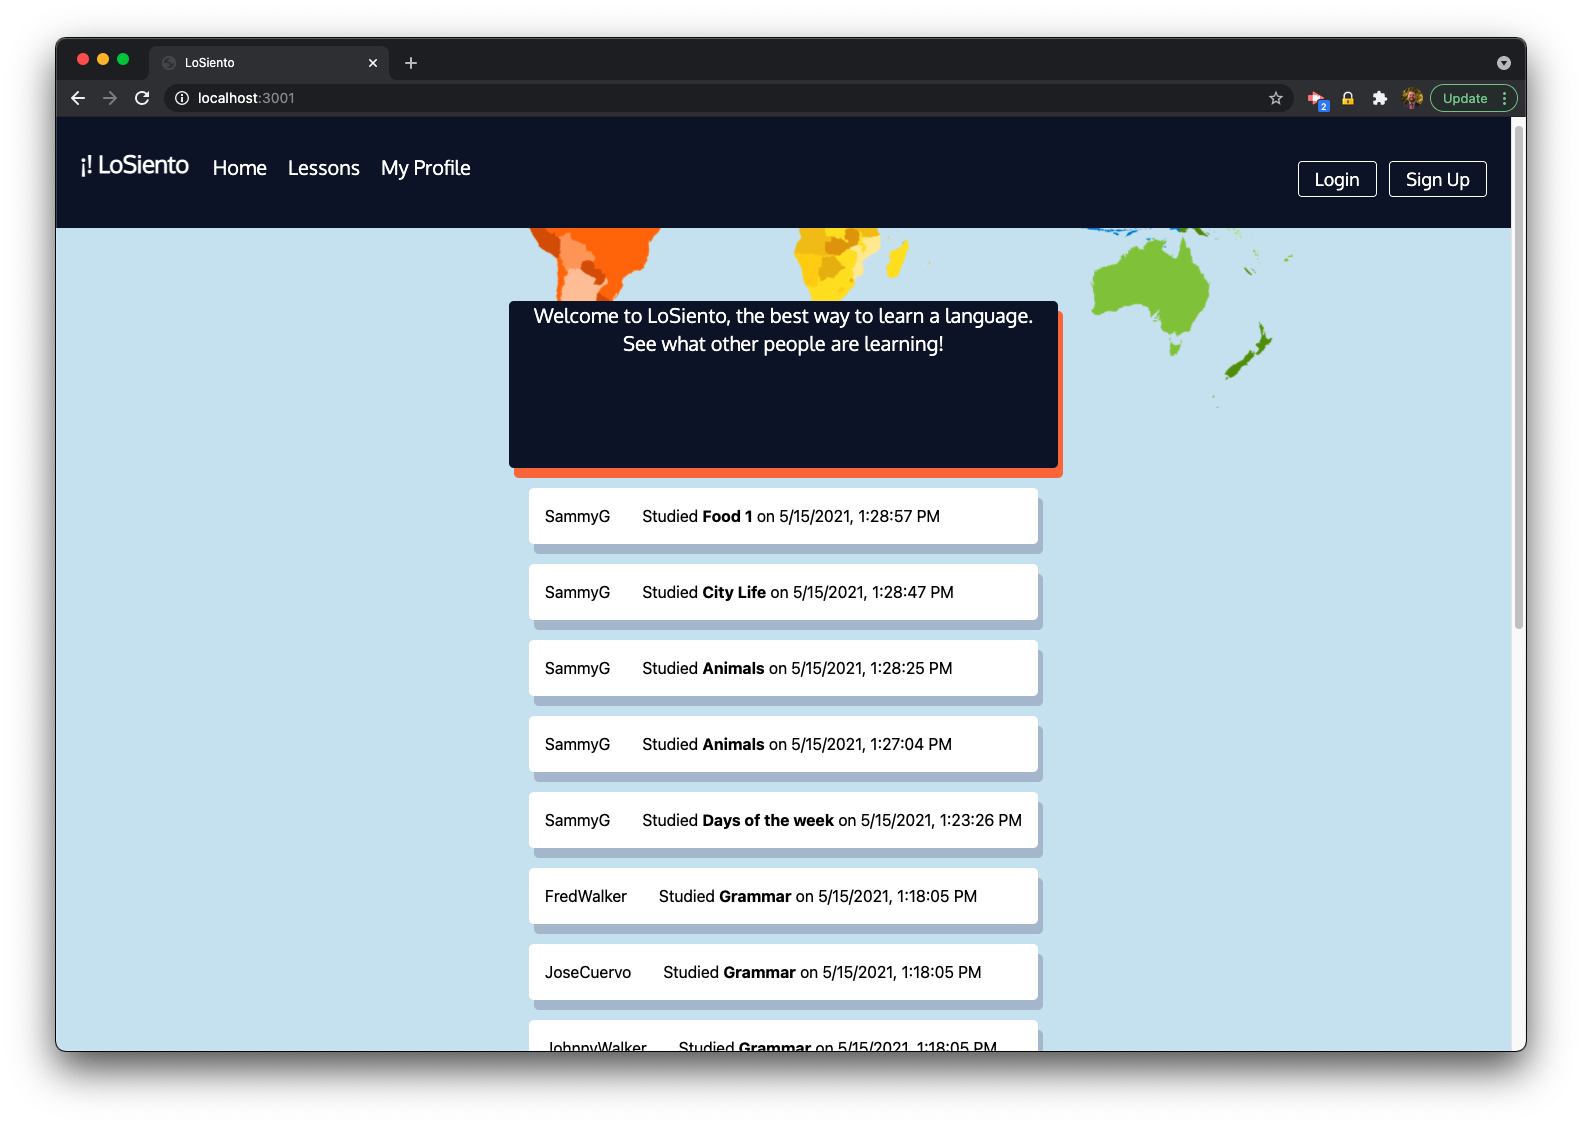 LoSiento
localhost:3001
2
Update
¡! LoSiento Home Lessons My Profile
Login Sign Up
Welcome to LoSiento, the best way to learn a language.
See what other people are learning!
SammyG Studied Food 1 on 5/15/2021, 1:28:57 PM
SammyG Studied City Life on 5/15/2021, 1:28:47 PM
SammyG Studied Animals on 5/15/2021, 1:28:25 PM
SammyG Studied Animals on 5/15/2021, 1:27:04 PM
SammyG Studied Days of the week on 5/15/2021, 1:23:26 PM
FredWalker Studied Grammar on 5/15/2021, 1:18:05 PM
JoseCuervo Studied Grammar on 5/15/2021, 1:18:05 PM
JohnnyWalker Studied Grammar on 5/15/2021, 1:18:05 PM